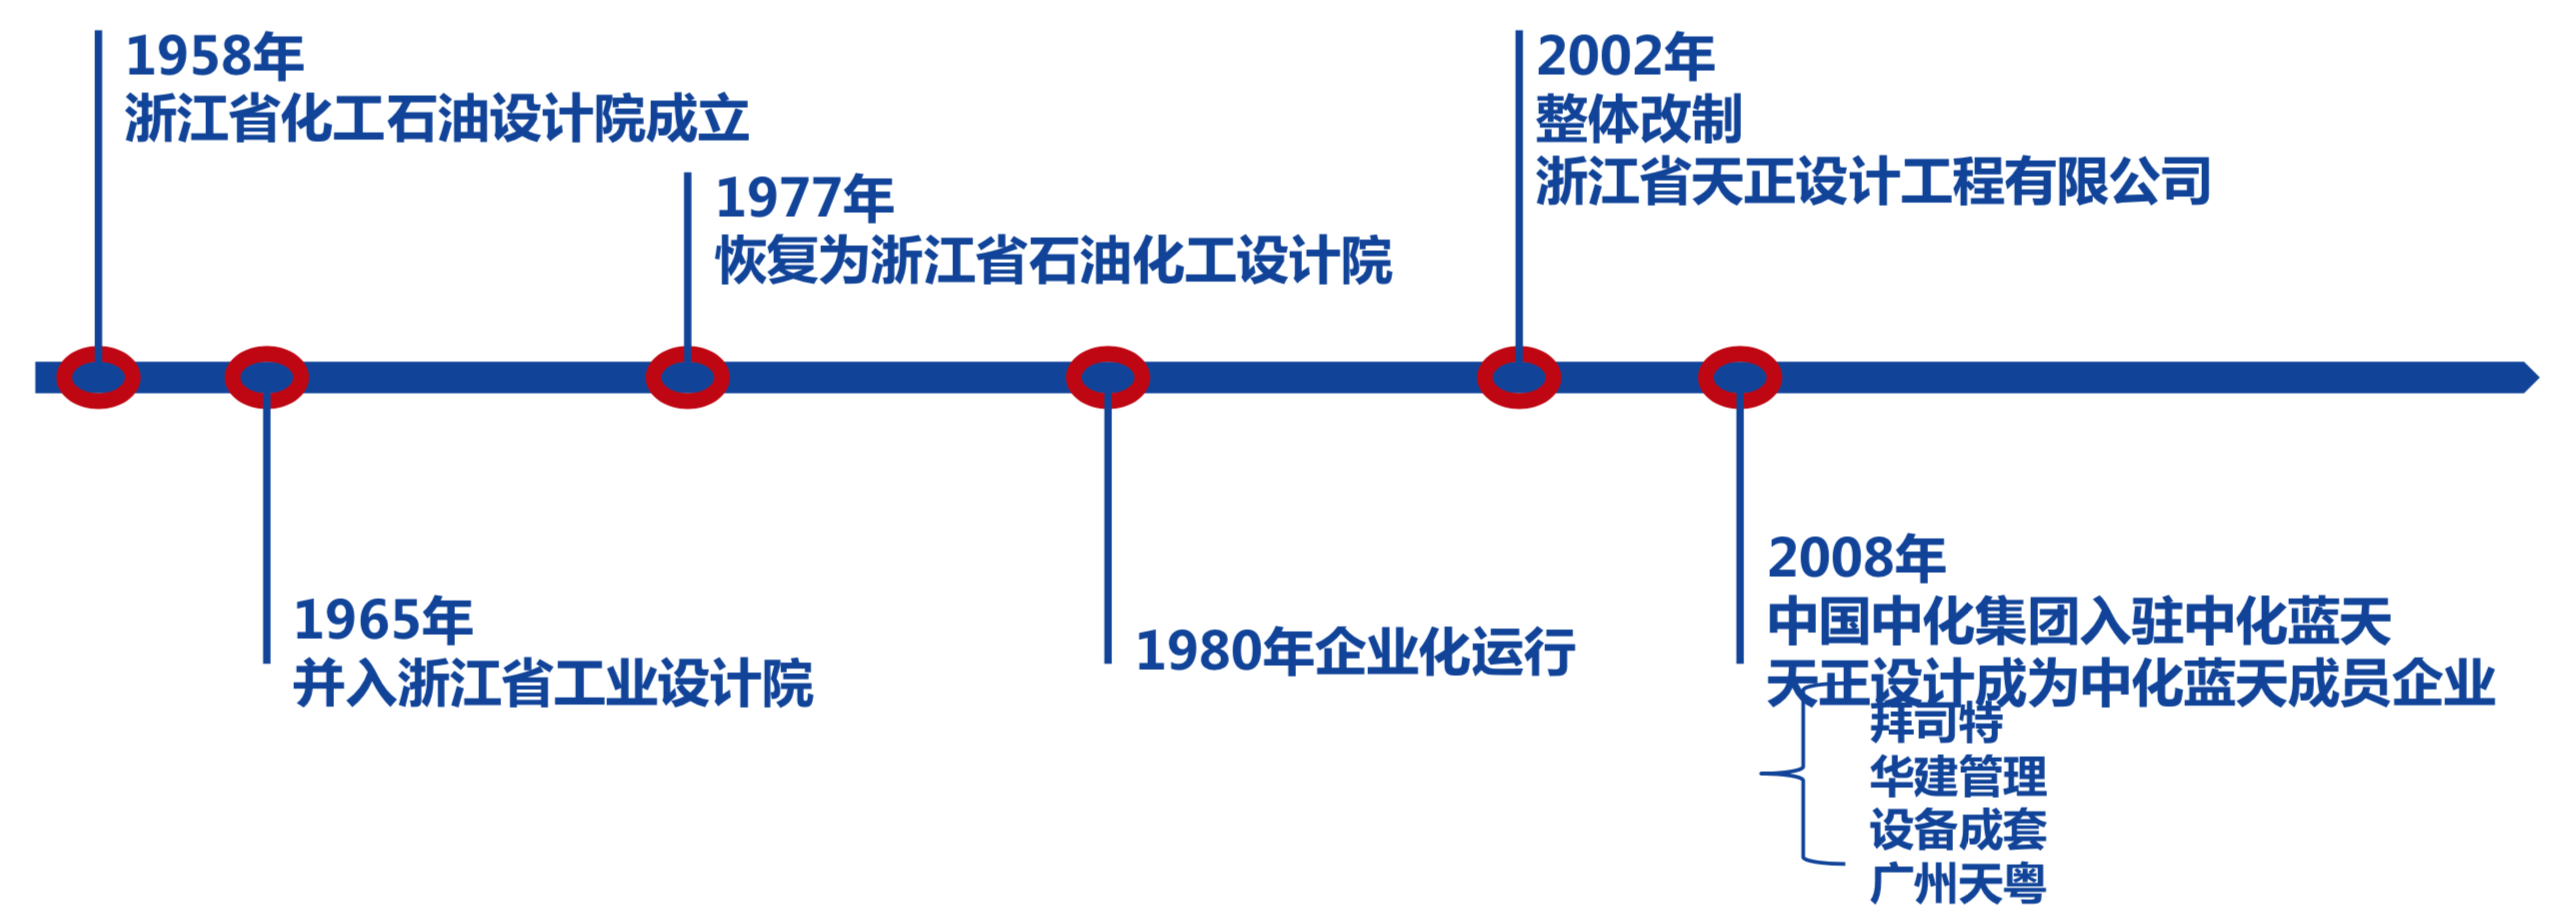 1958年
浙江省化工石油设计院成立
1965年
并入浙江省工业设计院
1977年
恢复为浙江省石油化工设计院
1980年企业化运行
2002年
整体改制
浙江省天正设计工程有限公司
2008年
中国中化集团入驻中化蓝天
天正设计成为中化蓝天成员企业
拜司特
华建管理
设备成套
广州天粤